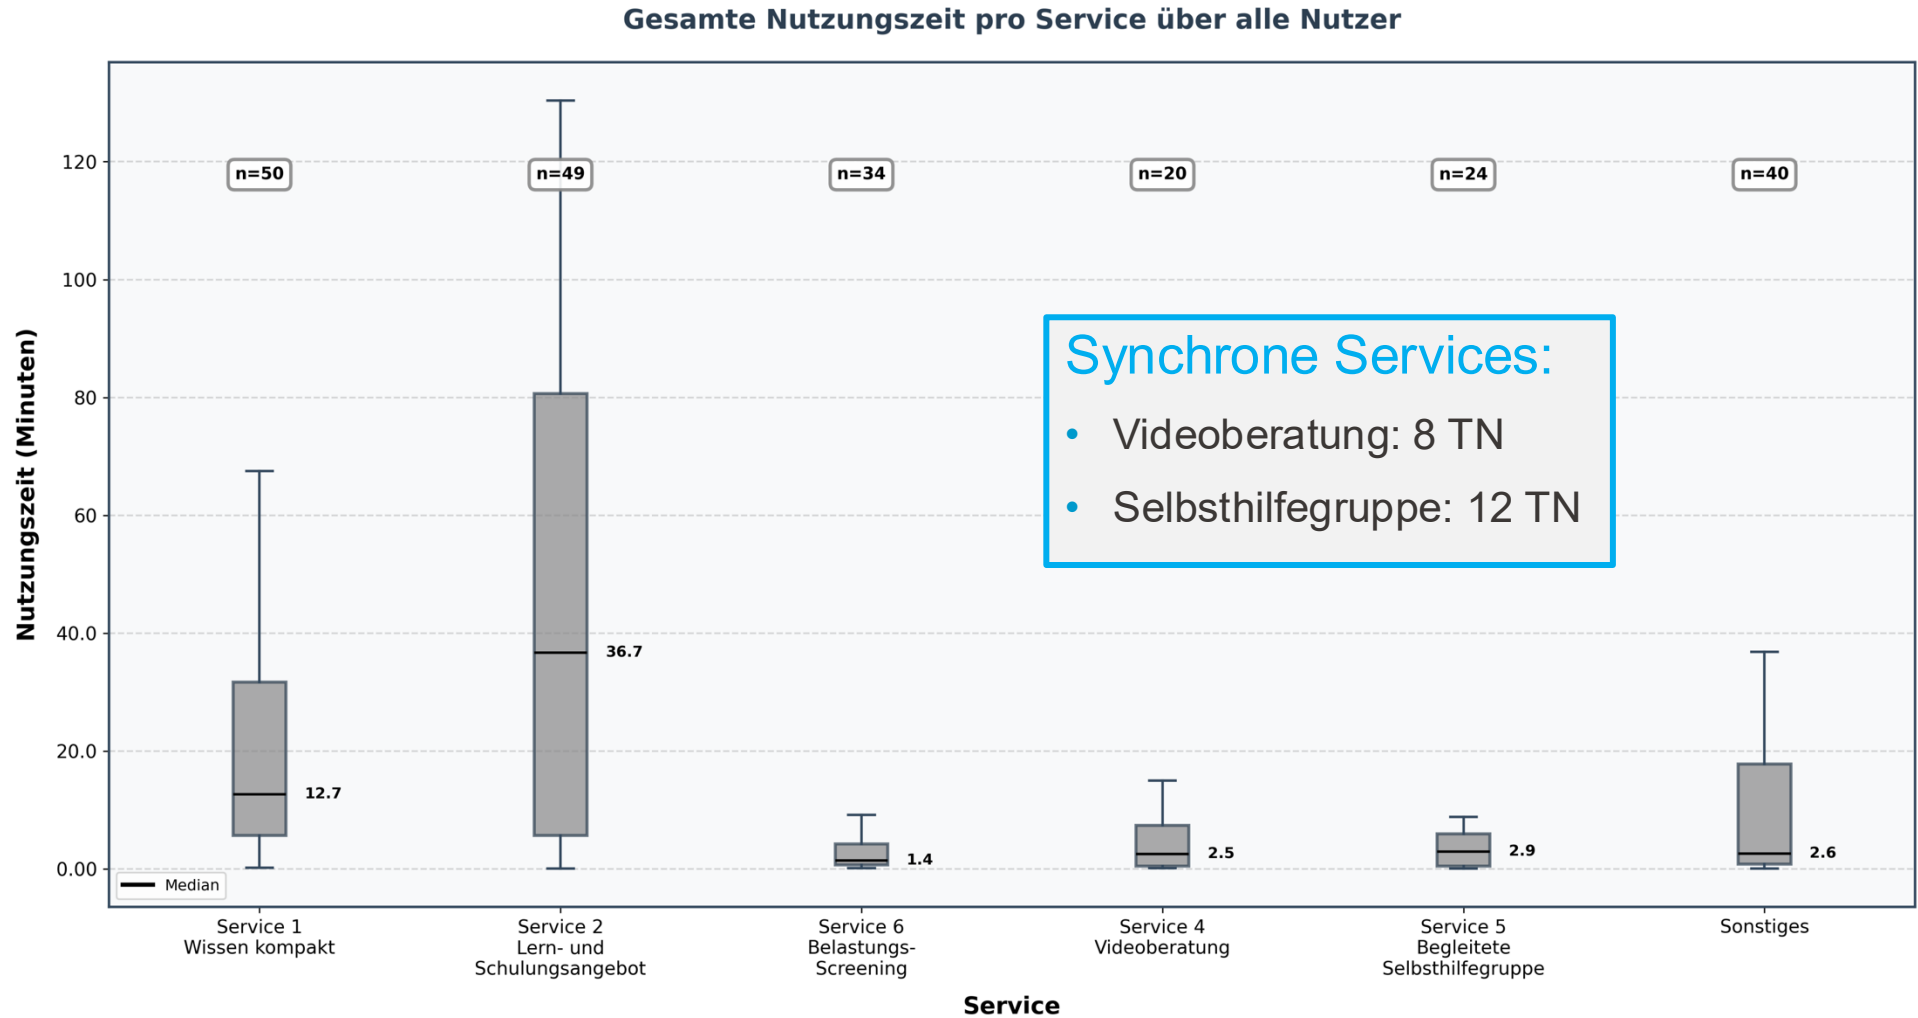 Gesamte Nutzungszeit pro Service über alle Nutzer
Nutzungszeit (Minuten)
120
100
80
60
40.0
20.0
0.00
n=50
n=49
n=34
n=20
n=24
n=40
Synchrone Services:
• Videoberatung: 8 TN
• Selbsthilfegruppe: 12 TN
12.7
36.7
1.4
2.5
2.9
2.6
Median
Service 1
Wissen kompakt
Service 2
Lern- und
Schulungsangebot
Service 6
Belastungs-
Screening
Service 4
Videoberatung
Service 5
Begleitete
Selbsthilfegruppe
Sonstiges
Service